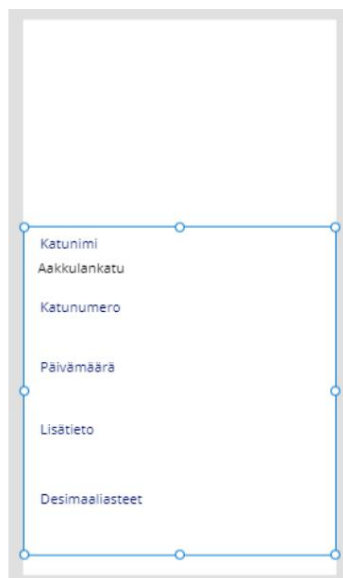 Katunimi
Aakkulankatu
Katunumero
Päivämäärä
Lisätieto
Desimaaliasteet